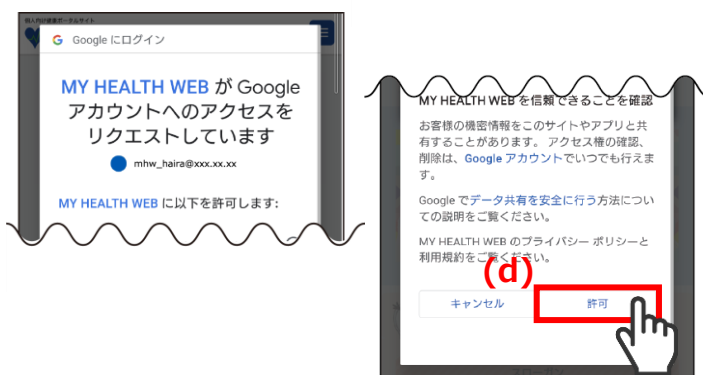 個人向け健康ポータルサイト
G Google にログイン
MY HEALTH WEB が Google
アカウントへのアクセスを
リクエストしています
mhw_haira@xxx.xx.xx
MY HEALTH WEB に以下を許可します:
MY HEALTH WEB を信頼できることを確認
お客様の機密情報をこのサイトやアプリと共
有することがあります。 アクセス権の確認、
削除は、Google アカウントでいつでも行えま
す。
Google でデータ共有を安全に行う方法につい
ての説明をご覧ください。
MY HEALTH WEB のプライバシー ポリシーと
利用規約をご覧ください。
(d)
キャンセル
許可